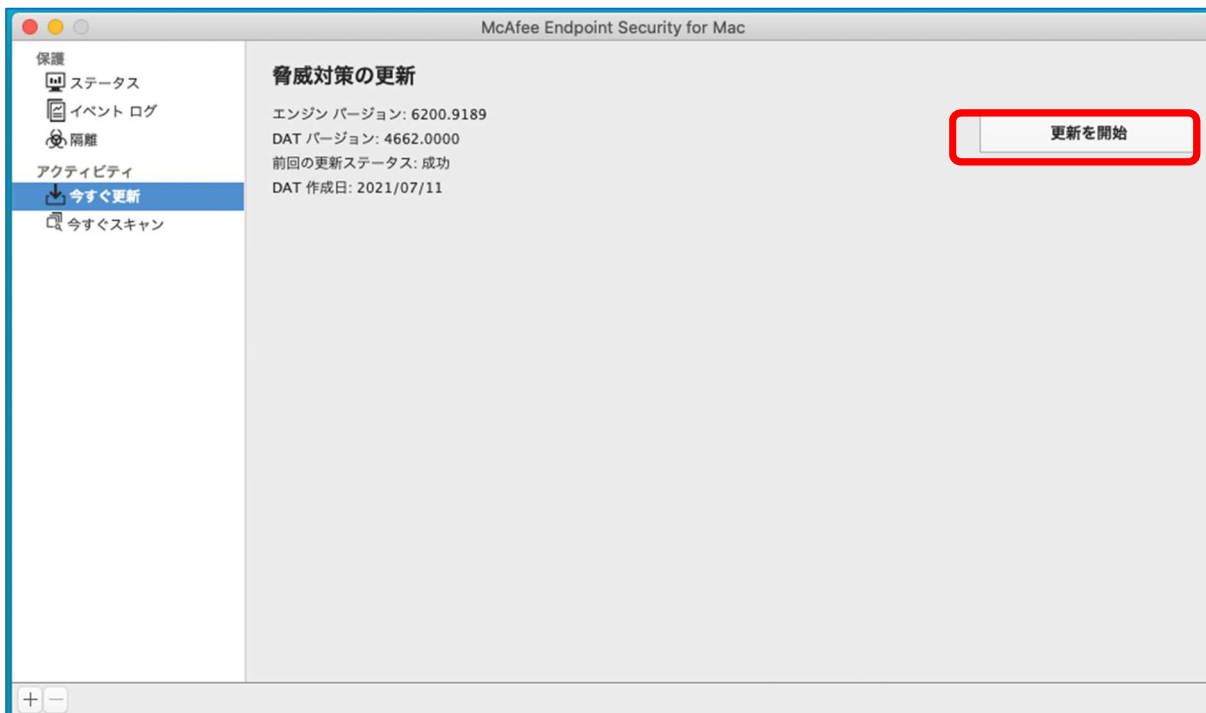 McAfee Endpoint Security for Mac
保護
ステータス
イベント ログ
隔離
アクティビティ
今すぐ更新
今すぐスキャン
脅威対策の更新
エンジン バージョン: 6200.9189
DAT バージョン: 4662.0000
前回の更新ステータス: 成功
DAT 作成日: 2021/07/11
更新を開始